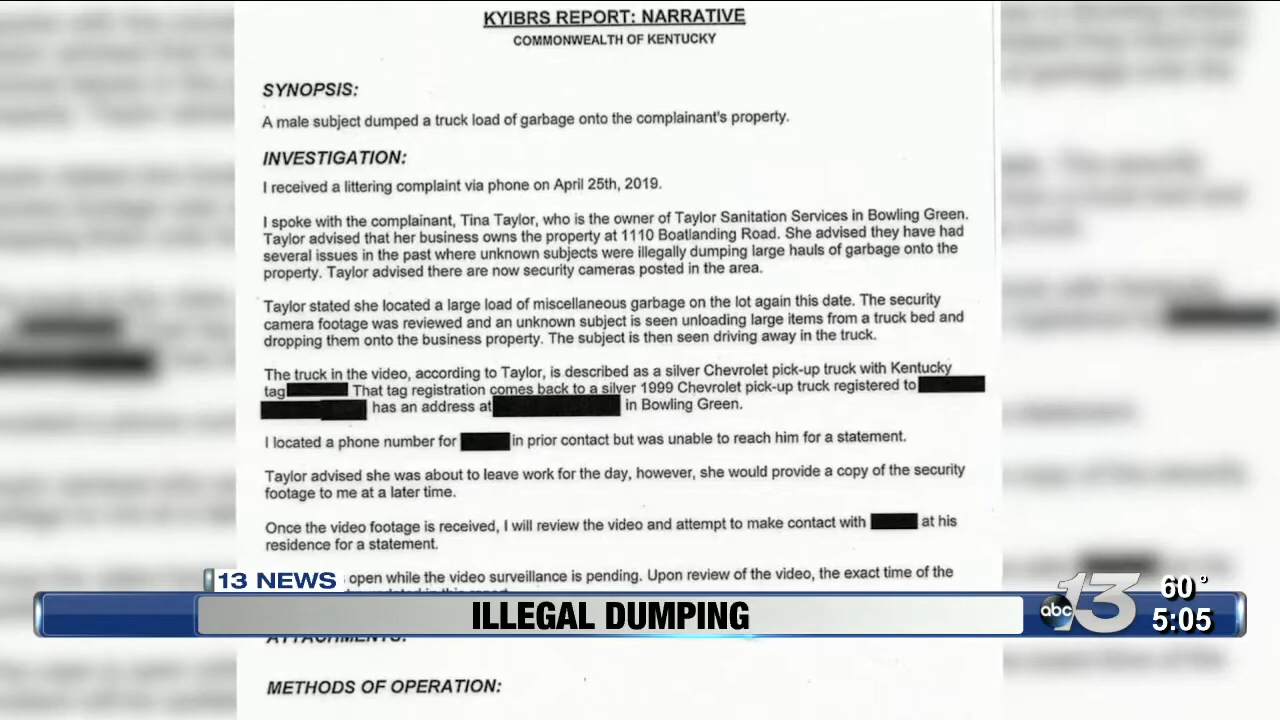 KYIBRS REPORT: NARRATIVE
COMMONWEALTH OF KENTUCKY
SYNOPSIS:
A male subject dumped a truck load of garbage onto the complainant's property.
INVESTIGATION:
I received a littering complaint via phone on April 25th, 2019.
I spoke with the complainant, Tina Taylor, who is the owner of Taylor Sanitation Services in Bowling Green.
Taylor advised that her business owns the property at 1110 Boatlanding Road. She advised they have had
several issues in the past where unknown subjects were illegally dumping large hauls of garbage onto the
property. Taylor advised there are now security cameras posted in the area.
Taylor stated she located a large load of miscellaneous garbage on the lot again this date. The security
camera footage was reviewed and an unknown subject is seen unloading large items from a truck bed and
dropping them onto the business property. The subject is then seen driving away in the truck.
The truck in the video, according to Taylor, is described as a silver Chevrolet pick-up truck with Kentucky
tag That tag registration comes back to a silver 1999 Chevrolet pick-up truck registered to
has an address at in Bowling Green.
I located a phone number for in prior contact but was unable to reach him for a statement.
Taylor advised she was about to leave work for the day, however, she would provide a copy of the security
footage to me at a later time.
Once the video footage is received, I will review the video and attempt to make contact with at his
residence for a statement.
open while the video surveillance is pending. Upon review of the video, the exact time of the
13 NEWS
ILLEGAL DUMPING
abc 13
60°
5:05
ATTACHMENTS:
METHODS OF OPERATION: